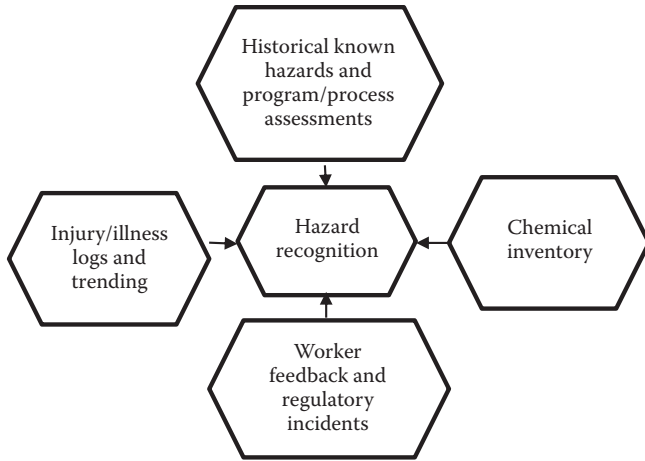 Historical known
hazards and
program/process
assessments
Injury/illness
logs and
trending
Hazard
recognition
Chemical
inventory
Worker
feedback and
regulatory
incidents